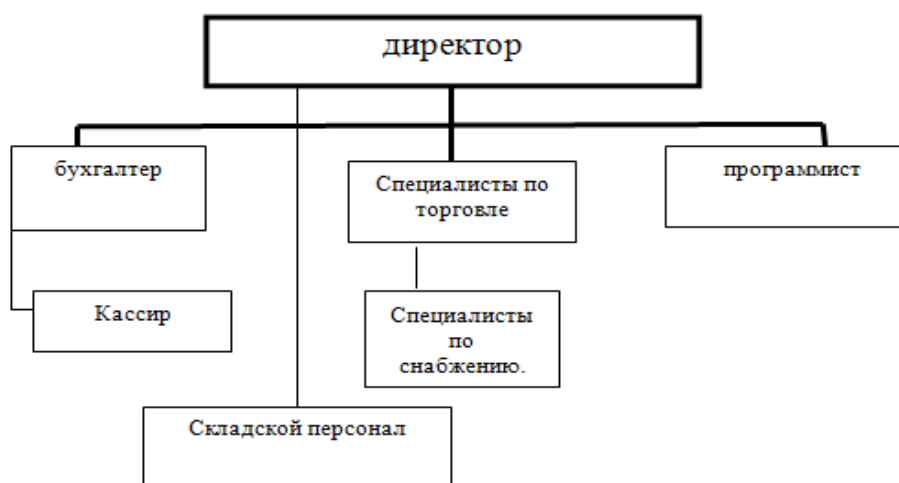 директор
бухгалтер
Специалисты по
торговле
программист
Кассир
Специалисты
по
снабжению.
Складской персонал